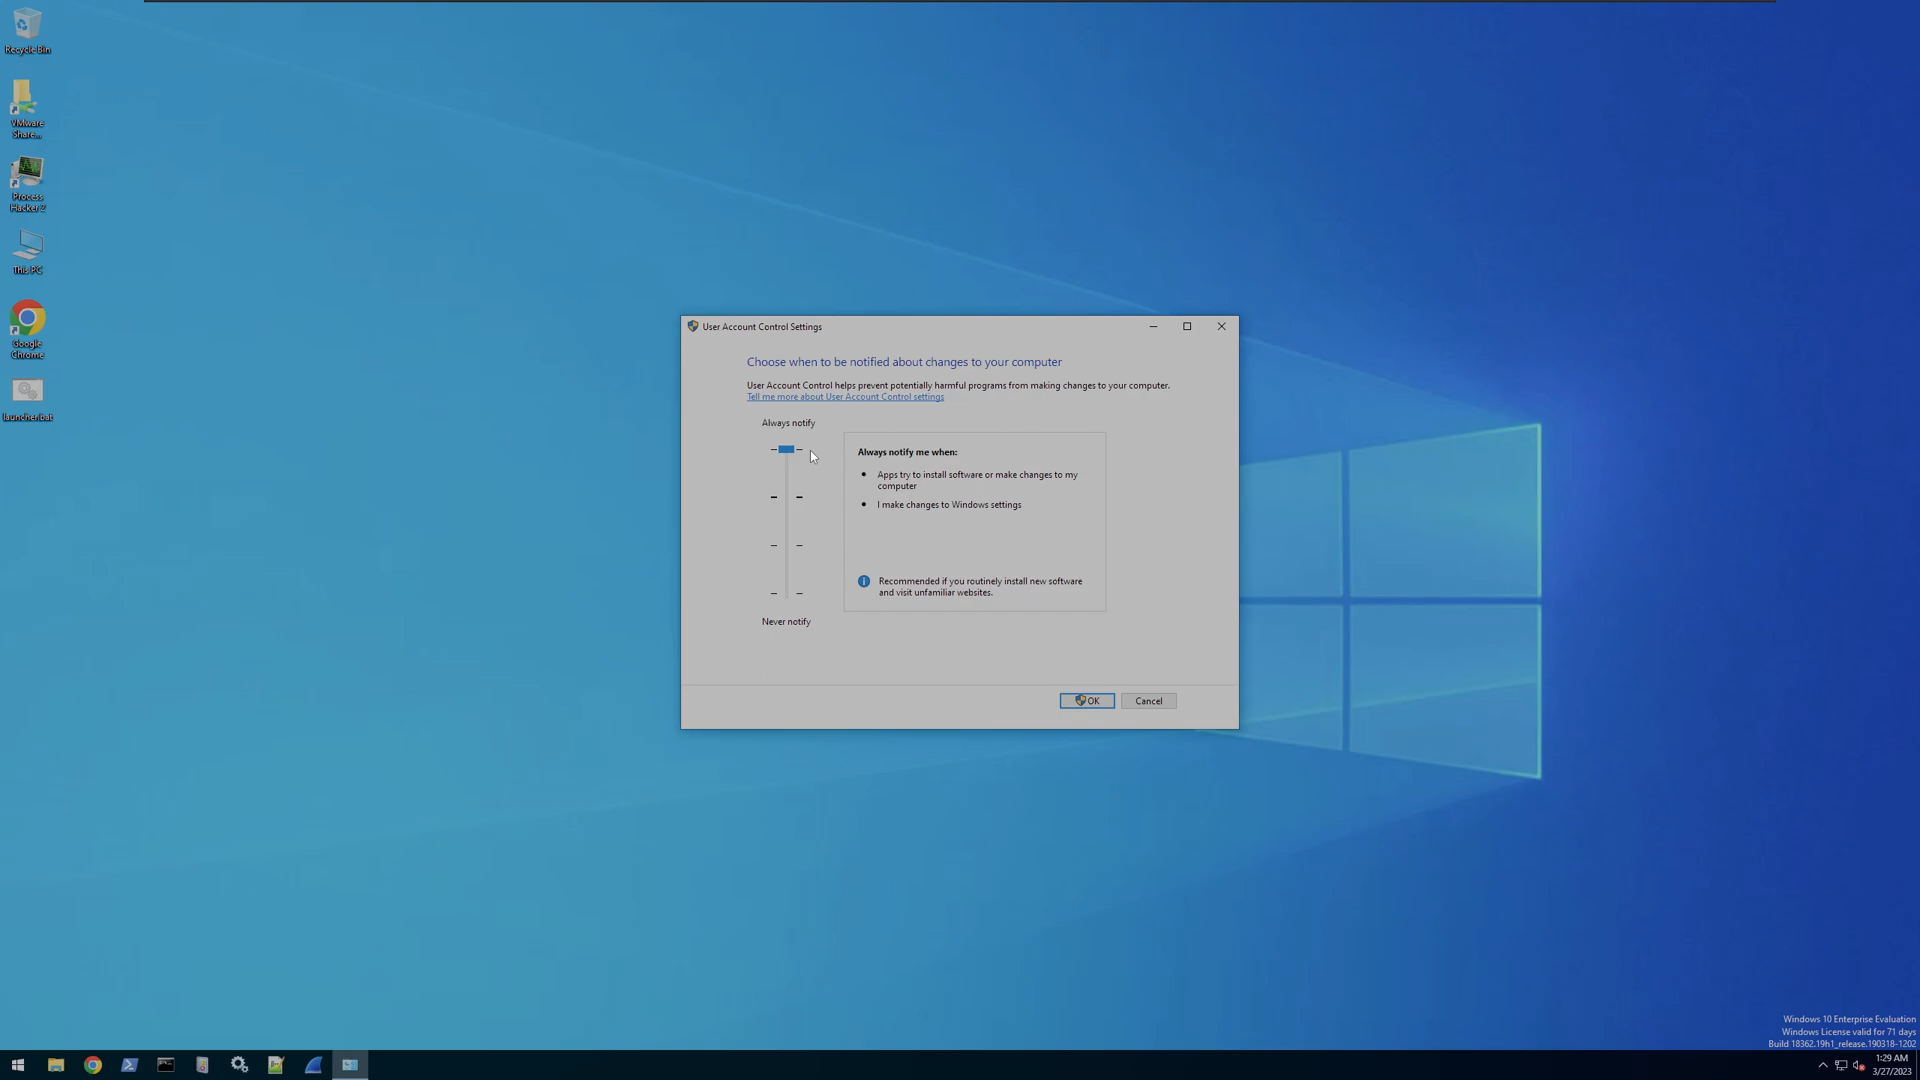 Recycle Bin
VMware
Share...
Process
Hacker 2
This PC
Google
Chrome
launcher.bat
User Account Control Settings
Choose when to be notified about changes to your computer
User Account Control helps prevent potentially harmful programs from making changes to your computer.
Tell me more about User Account Control settings
Always notify
Always notify me when:
Apps try to install software or make changes to my
computer
I make changes to Windows settings
Recommended if you routinely install new software
and visit unfamiliar websites.
Never notify
OK
Cancel
Windows 10 Enterprise Evaluation
Windows License valid for 71 days
Build 18362.19h1_release.190318-1202
1:29 AM
3/27/2023